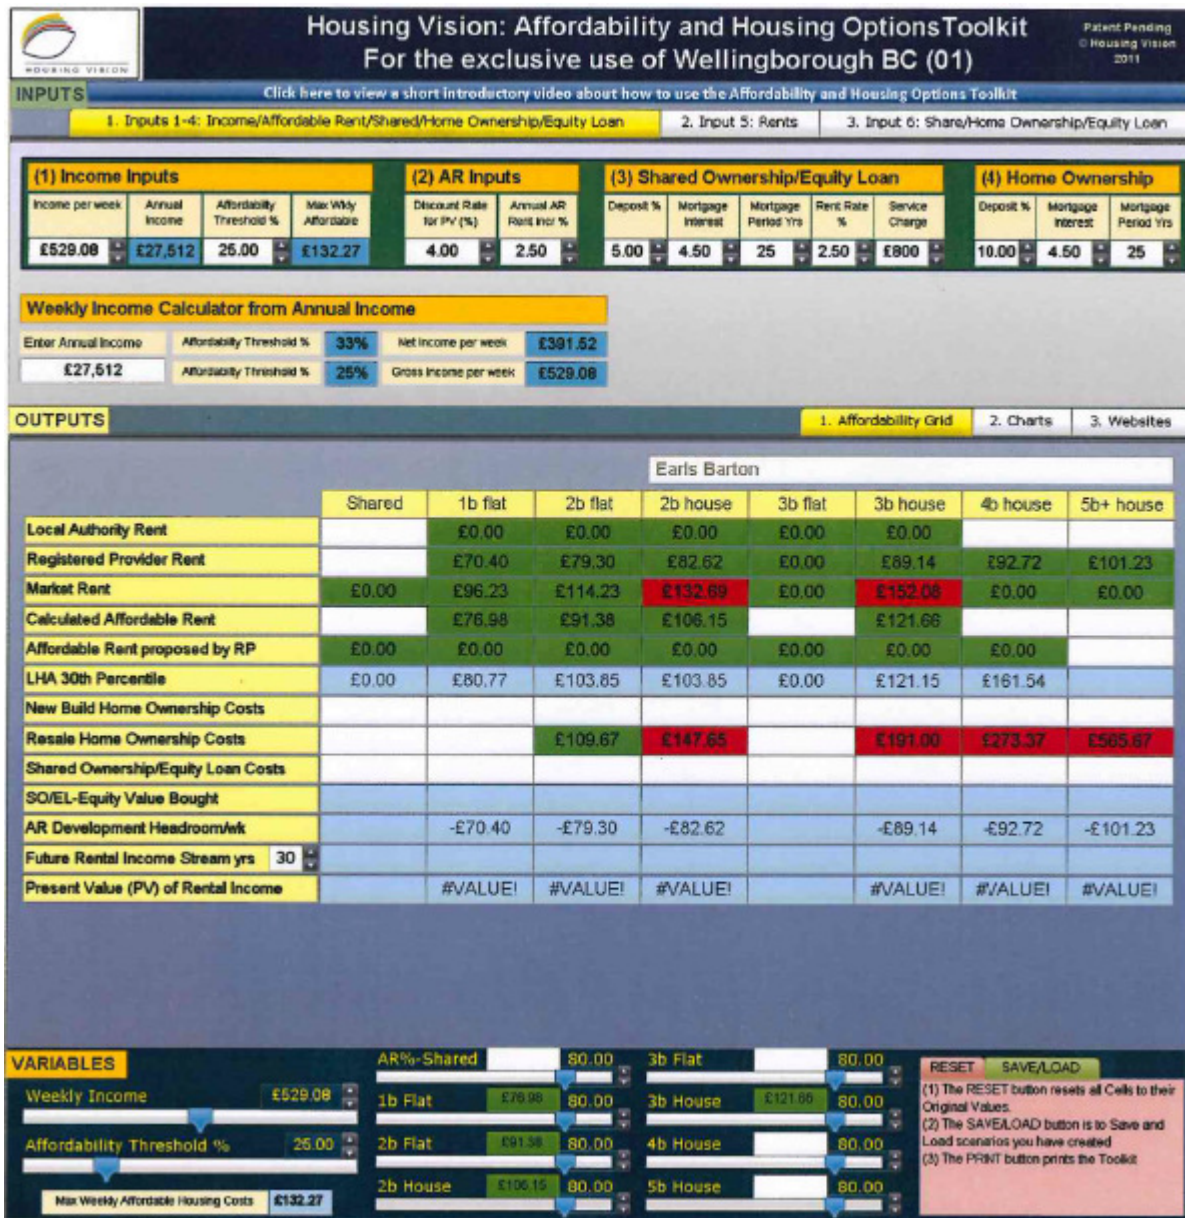 Housing Vision: Affordability and Housing OptionsToolkit
For the exclusive use of Wellingborough BC (01)
Patent Pending
© Housing Vision
2011
HOUSING VISION
INPUTS
Click here to view a short introductory video about how to use the Affordability and Housing Options Toolkit
1. Inputs 1-4: Income/Affordable Rent/Shared/Home Ownership/Equity Loan 2. Input 5: Rents 3. Input 6: Share/Home Ownership/Equity Loan
(1) Income Inputs (2) AR Inputs (3) Shared Ownership/Equity Loan (4) Home Ownership
Income per week Annual Income Affordability Threshold % Max Wkly Affordable Discount Rate for PV (%) Annual AR Rent Incr % Deposit % Mortgage Interest Mortgage Period Yrs Rent Rate % Service Charge Deposit % Mortgage Interest Mortgage Period Yrs
£529.08 £27,512 25.00 £132.27 4.00 2.50 5.00 4.50 25 2.50 £800 10.00 4.50 25
Weekly Income Calculator from Annual Income
Enter Annual Income Affordability Threshold % 33% Net Income per week £391.52
£27,512 Affordability Threshold % 25% Gross Income per week £529.08
OUTPUTS
1. Affordability Grid 2. Charts 3. Websites
Earls Barton
Shared 1b flat 2b flat 2b house 3b flat 3b house 4b house 5b+ house
Local Authority Rent £0.00 £0.00 £0.00 £0.00 £0.00
Registered Provider Rent £70.40 £79.30 £82.62 £0.00 £89.14 £92.72 £101.23
Market Rent £0.00 £96.23 £114.23 £132.69 £0.00 £152.08 £0.00 £0.00
Calculated Affordable Rent £76.98 £91.38 £106.15 £121.66
Affordable Rent proposed by RP £0.00 £0.00 £0.00 £0.00 £0.00 £0.00 £0.00
LHA 30th Percentile £0.00 £80.77 £103.85 £103.85 £0.00 £121.15 £161.54
New Build Home Ownership Costs
Resale Home Ownership Costs £109.67 £147.65 £191.00 £273.37 £565.67
Shared Ownership/Equity Loan Costs
SO/EL-Equity Value Bought
AR Development Headroom/wk -£70.40 -£79.30 -£82.62 -£89.14 -£92.72 -£101.23
Future Rental Income Stream yrs 30
Present Value (PV) of Rental Income #VALUE! #VALUE! #VALUE! #VALUE! #VALUE! #VALUE!
VARIABLES
Weekly Income £529.08
Affordability Threshold % 25.00
Max Weekly Affordable Housing Costs £132.27
AR%-Shared 80.00 3b Flat 80.00
1b Flat £76.98 80.00 3b House £121.66 80.00
2b Flat £91.38 80.00 4b House 80.00
2b House £106.15 80.00 5b House 80.00
RESET SAVE/LOAD
(1) The RESET button resets all Cells to their
Original Values.
(2) The SAVE/LOAD button is to Save and
Load scenarios you have created
(3) The PRINT button prints the Toolkit